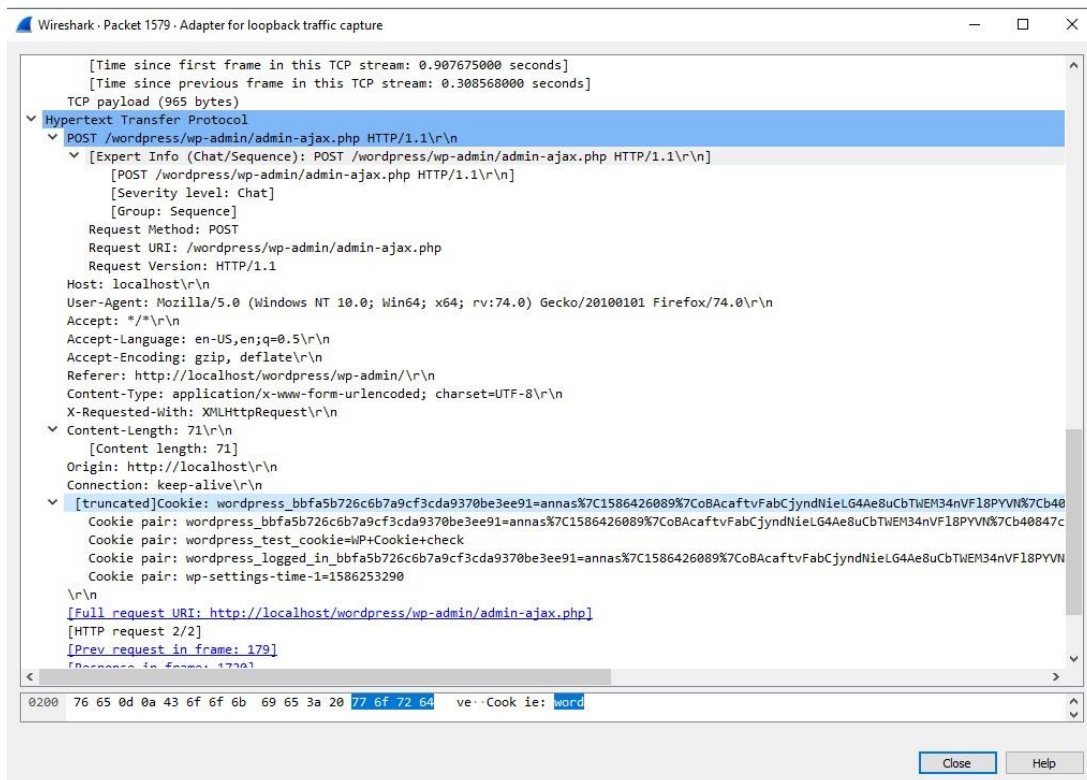 Wireshark · Packet 1579 · Adapter for loopback traffic capture
[Time since first frame in this TCP stream: 0.907675000 seconds]
[Time since previous frame in this TCP stream: 0.308568000 seconds]
TCP payload (965 bytes)
Hypertext Transfer Protocol
POST /wordpress/wp-admin/admin-ajax.php HTTP/1.1\r\n
[Expert Info (Chat/Sequence): POST /wordpress/wp-admin/admin-ajax.php HTTP/1.1\r\n]
[POST /wordpress/wp-admin/admin-ajax.php HTTP/1.1\r\n]
[Severity level: Chat]
[Group: Sequence]
Request Method: POST
Request URI: /wordpress/wp-admin/admin-ajax.php
Request Version: HTTP/1.1
Host: localhost\r\n
User-Agent: Mozilla/5.0 (Windows NT 10.0; Win64; x64; rv:74.0) Gecko/20100101 Firefox/74.0\r\n
Accept: */*\r\n
Accept-Language: en-US,en;q=0.5\r\n
Accept-Encoding: gzip, deflate\r\n
Referer: http://localhost/wordpress/wp-admin/\r\n
Content-Type: application/x-www-form-urlencoded; charset=UTF-8\r\n
X-Requested-With: XMLHttpRequest\r\n
Content-Length: 71\r\n
[Content length: 71]
Origin: http://localhost\r\n
Connection: keep-alive\r\n
[truncated]Cookie: wordpress_bbfa5b726c6b7a9cf3cda9370be3ee91=annas%7C1586426089%7CoBAcaftvFabCjyndNieLG4Ae8uCbTWEM34nVFl8PYVN%7Cb40
Cookie pair: wordpress_bbfa5b726c6b7a9cf3cda9370be3ee91=annas%7C1586426089%7CoBAcaftvFabCjyndNieLG4Ae8uCbTWEM34nVFl8PYVN%7Cb40847c
Cookie pair: wordpress_test_cookie=WP+Cookie+check
Cookie pair: wordpress_logged_in_bbfa5b726c6b7a9cf3cda9370be3ee91=annas%7C1586426089%7CoBAcaftvFabCjyndNieLG4Ae8uCbTWEM34nVFl8PYVN
Cookie pair: wp-settings-time-1=1586253290
\r\n
[Full request URI: http://localhost/wordpress/wp-admin/admin-ajax.php]
[HTTP request 2/2]
[Prev request in frame: 179]
[Response in frame: 1720]
0200 76 65 0d 0a 43 6f 6f 6b 69 65 3a 20 77 6f 72 64 ve··Cook ie: word
Close Help